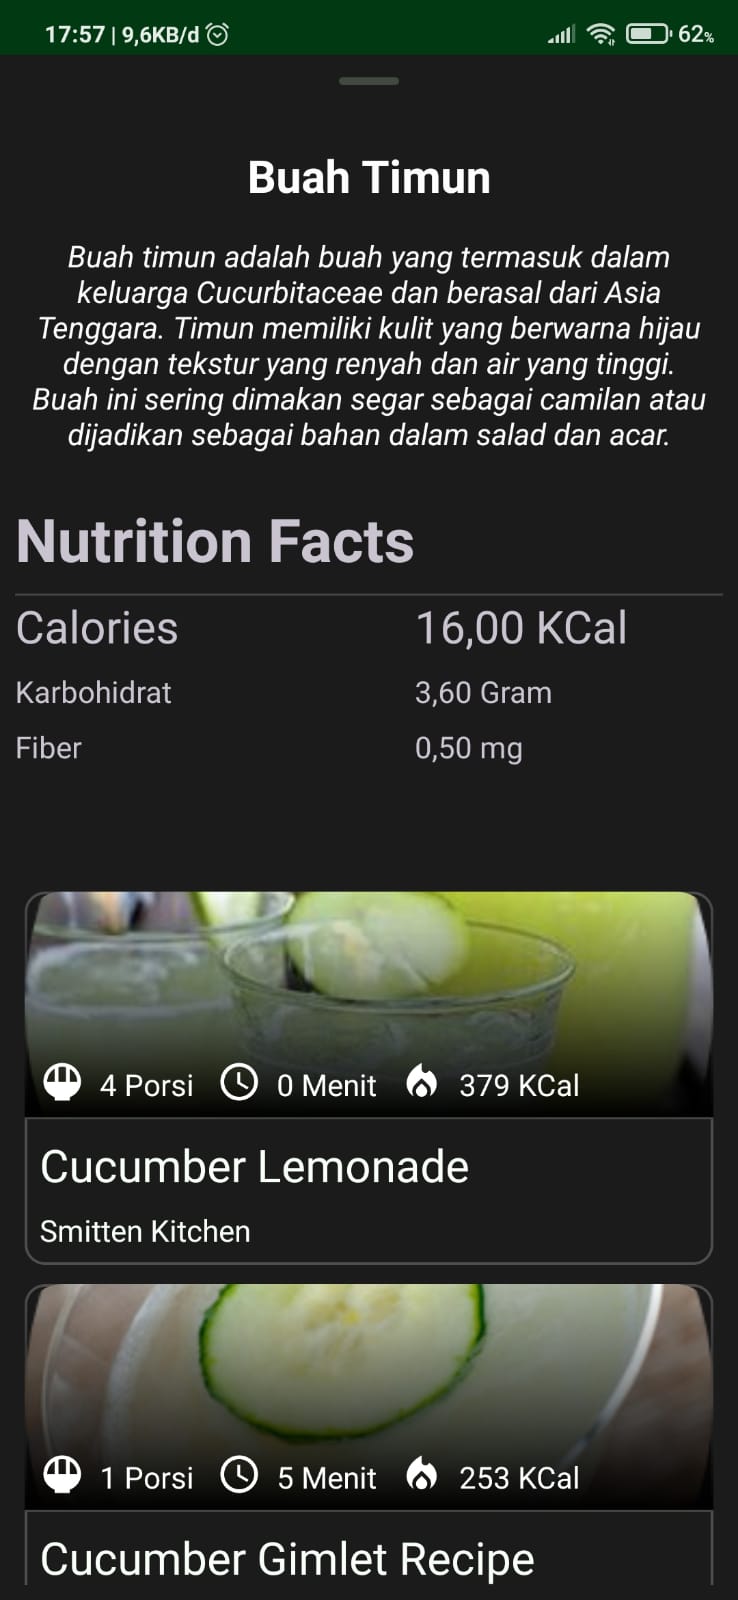 17:57 | 9,6KB/d 62%
Buah Timun
Buah timun adalah buah yang termasuk dalam
keluarga Cucurbitaceae dan berasal dari Asia
Tenggara. Timun memiliki kulit yang berwarna hijau
dengan tekstur yang renyah dan air yang tinggi.
Buah ini sering dimakan segar sebagai camilan atau
dijadikan sebagai bahan dalam salad dan acar.
Nutrition Facts
Calories 16,00 KCal
Karbohidrat 3,60 Gram
Fiber 0,50 mg
4 Porsi 0 Menit 379 KCal
Cucumber Lemonade
Smitten Kitchen
1 Porsi 5 Menit 253 KCal
Cucumber Gimlet Recipe